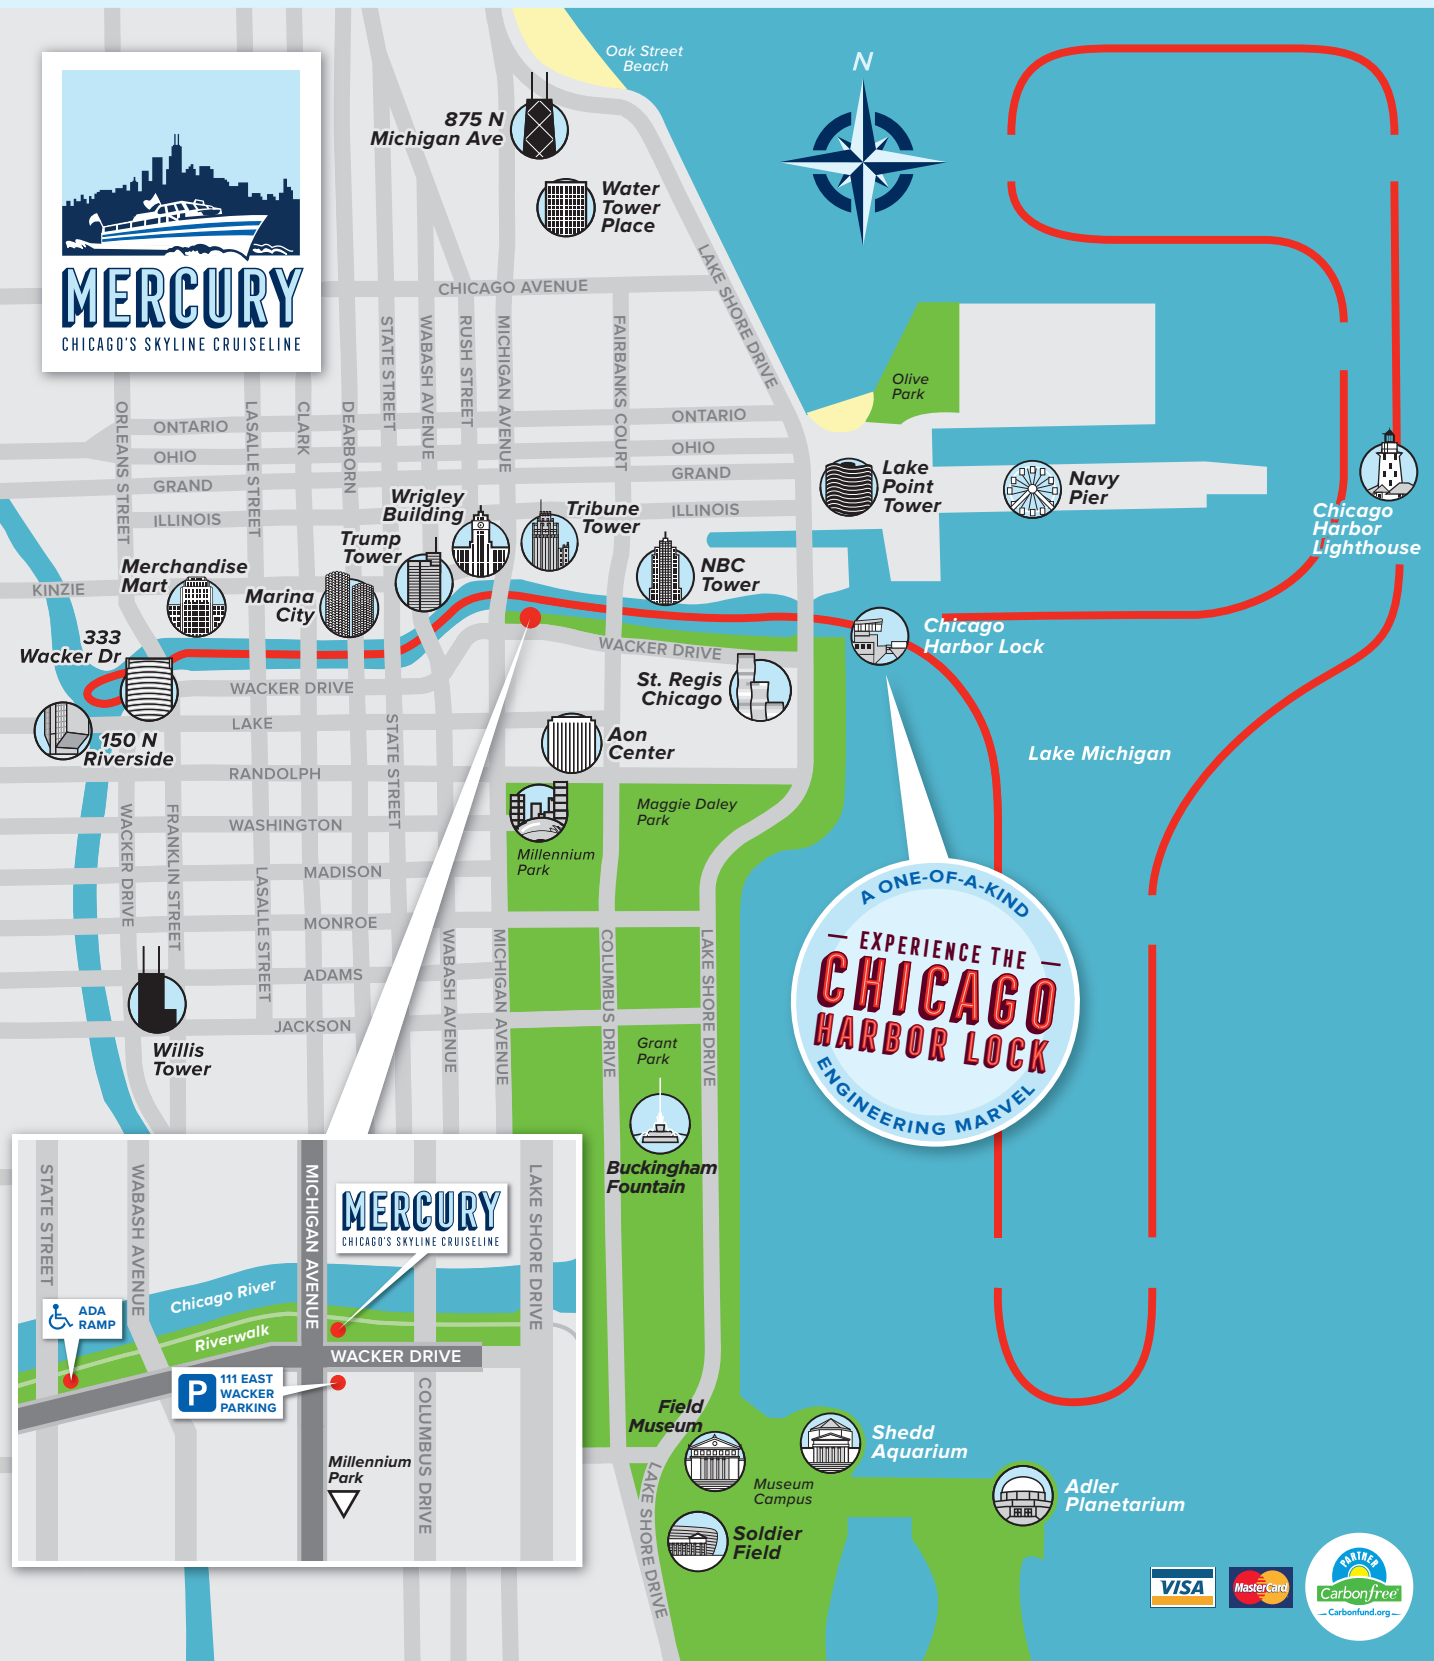 Oak Street
Beach
N
875 N
Michigan Ave
Water
Tower
Place
MERCURY
CHICAGO'S SKYLINE CRUISELINE
CHICAGO AVENUE
LAKE SHORE DRIVE
STATE STREET
WABASH AVENUE
RUSH STREET
MICHIGAN AVENUE
FAIRBANKS COURT
Olive
Park
ORLEANS STREET
LASALLE STREET
CLARK
DEARBORN
ONTARIO
ONTARIO
OHIO
OHIO
GRAND
GRAND
ILLINOIS
ILLINOIS
Lake
Point
Tower
Navy
Pier
Chicago
Harbor
Lighthouse
Wrigley
Building
Tribune
Tower
Trump
Tower
NBC
Tower
Merchandise
Mart
Marina
City
KINZIE
333
Wacker Dr
Chicago
Harbor Lock
WACKER DRIVE
WACKER DRIVE
St. Regis
Chicago
150 N
Riverside
LAKE
STATE STREET
Aon
Center
Lake Michigan
RANDOLPH
Maggie Daley
Park
WACKER DRIVE
FRANKLIN STREET
WASHINGTON
Millennium
Park
LASALLE STREET
MADISON
MONROE
WABASH AVENUE
MICHIGAN AVENUE
COLUMBUS DRIVE
LAKE SHORE DRIVE
A ONE-OF-A-KIND
EXPERIENCE THE
CHICAGO
HARBOR LOCK
ENGINEERING MARVEL
ADAMS
JACKSON
Willis
Tower
Grant
Park
Buckingham
Fountain
STATE STREET
WABASH AVENUE
MICHIGAN AVENUE
MERCURY
CHICAGO'S SKYLINE CRUISELINE
LAKE SHORE DRIVE
Chicago River
ADA
RAMP
Riverwalk
WACKER DRIVE
P
111 EAST
WACKER
PARKING
COLUMBUS DRIVE
Millennium
Park
Field
Museum
Shedd
Aquarium
LAKE SHORE DRIVE
Museum
Campus
Adler
Planetarium
Soldier
Field
VISA
MasterCard
PARTNER
Carbonfree®
Carbonfund.org